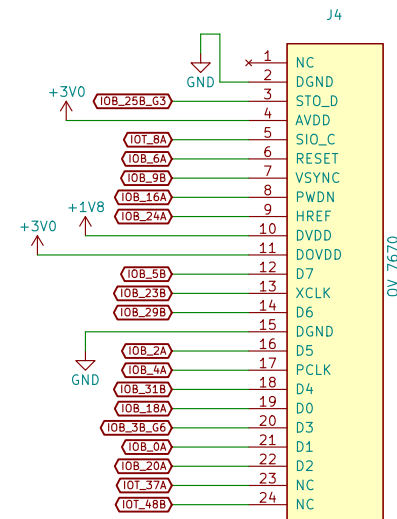 J4
1 NC
GND 2 DGND
+3V0 IOB_25B_G3 3 STO_D
4 AVDD
IOT_8A 5 SIO_C
IOB_6A 6 RESET
IOB_9B 7 VSYNC
IOB_16A 8 PWDN
IOB_24A 9 HREF
+1V8 10 DVDD
+3V0 11 DOVDD
IOB_5B 12 D7
IOB_23B 13 XCLK
IOB_29B 14 D6
GND 15 DGND
IOB_2A 16 D5
IOB_4A 17 PCLK
IOB_31B 18 D4
IOB_18A 19 D0
IOB_3B_G6 20 D3
IOB_0A 21 D1
IOB_20A 22 D2
IOT_37A 23 NC
IOT_48B 24 NC
OV 7670